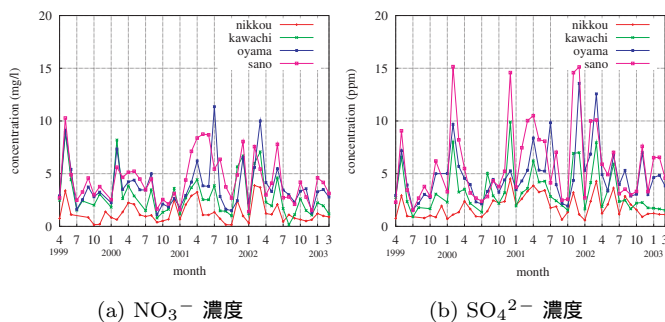 nikkou
kawachi
oyama
sano
20
15
10
5
0
concentration (mg/l)
4 7 10 1 4 7 10 1 4 7 10 1 4 7 10 1 3
1999 2000 2001 2002 2003
month
(a) NO₃⁻ 濃度
nikkou
kawachi
oyama
sano
20
15
10
5
0
concentration (ppm)
4 7 10 1 4 7 10 1 4 7 10 1 4 7 10 1 3
1999 2000 2001 2002 2003
month
(b) SO₄²⁻ 濃度